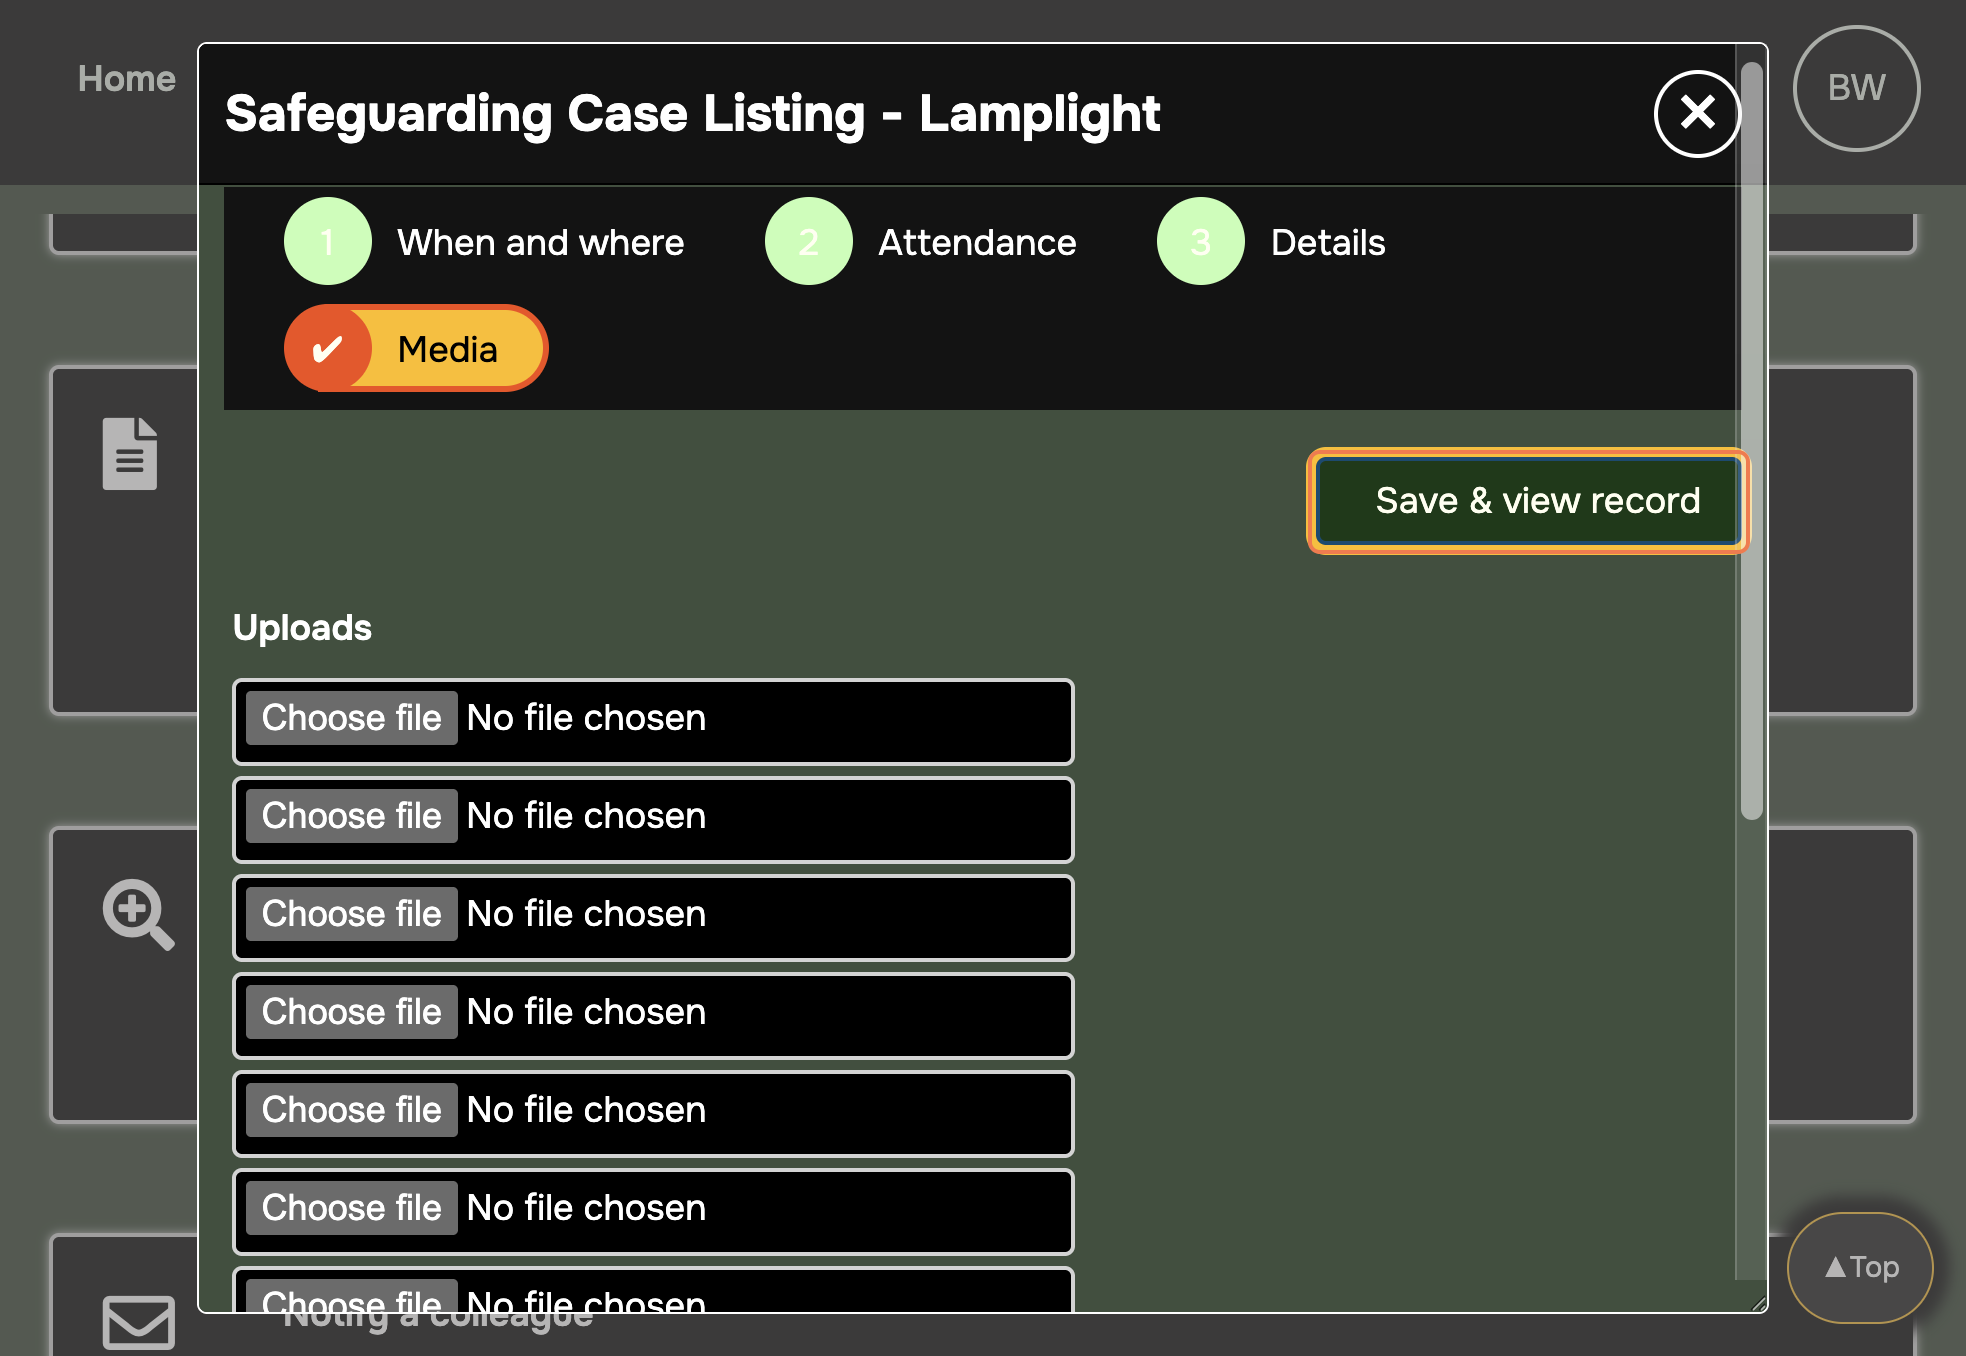 Home
Safeguarding Case Listing - Lamplight
BW
1 When and where 2 Attendance 3 Details
✔ Media
Save & view record
Uploads
Choose file No file chosen
Choose file No file chosen
Choose file No file chosen
Choose file No file chosen
Choose file No file chosen
Choose file No file chosen
Choose file No file chosen
▲Top
Notify a colleague